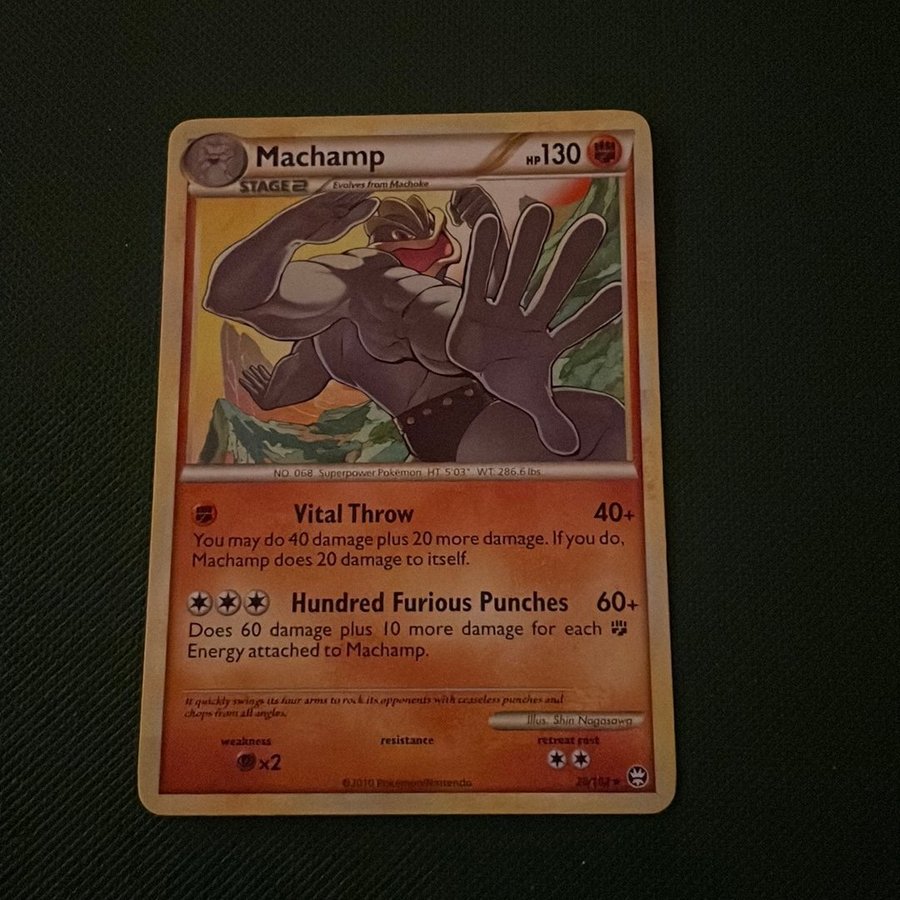 Machamp
HP130
STAGE 2 Evolves from Machoke
NO. 068 Superpower Pokémon HT. 5'03" WT. 286.6 lbs
Vital Throw 40+
You may do 40 damage plus 20 more damage. If you do,
Machamp does 20 damage to itself.
Hundred Furious Punches 60+
Does 60 damage plus 10 more damage for each
Energy attached to Machamp.
It quickly swings its four arms to rock its opponents with ceaseless punches and
chops from all angles.
Illus. Shin Nagasawa
weakness resistance retreat cost
x2
©2010 Pokémon/Nintendo